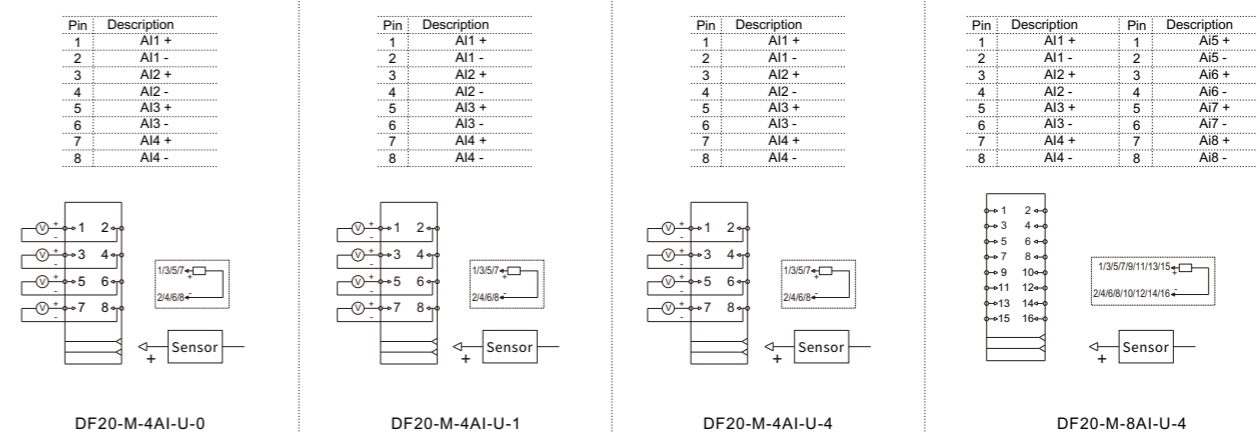 Pin Description
1 AI1 +
2 AI1 -
3 AI2 +
4 AI2 -
5 AI3 +
6 AI3 -
7 AI4 +
8 AI4 -
V + - 1 2
V + - 3 4
V + - 5 6
V + - 7 8
1/3/5/7 +
2/4/6/8 -
Sensor
+
DF20-M-4AI-U-0
Pin Description
1 AI1 +
2 AI1 -
3 AI2 +
4 AI2 -
5 AI3 +
6 AI3 -
7 AI4 +
8 AI4 -
V + - 1 2
V + - 3 4
V + - 5 6
V + - 7 8
1/3/5/7 +
2/4/6/8 -
Sensor
+
DF20-M-4AI-U-1
Pin Description
1 AI1 +
2 AI1 -
3 AI2 +
4 AI2 -
5 AI3 +
6 AI3 -
7 AI4 +
8 AI4 -
V + - 1 2
V + - 3 4
V + - 5 6
V + - 7 8
1/3/5/7 +
2/4/6/8 -
Sensor
+
DF20-M-4AI-U-4
Pin Description Pin Description
1 AI1 + 1 Ai5 +
2 AI1 - 2 Ai5 -
3 AI2 + 3 Ai6 +
4 AI2 - 4 Ai6 -
5 AI3 + 5 Ai7 +
6 AI3 - 6 Ai7 -
7 AI4 + 7 Ai8 +
8 AI4 - 8 Ai8 -
1 2
3 4
5 6
7 8
9 10
11 12
13 14
15 16
1/3/5/7/9/11/13/15 +
2/4/6/8/10/12/14/16 -
Sensor
+
DF20-M-8AI-U-4